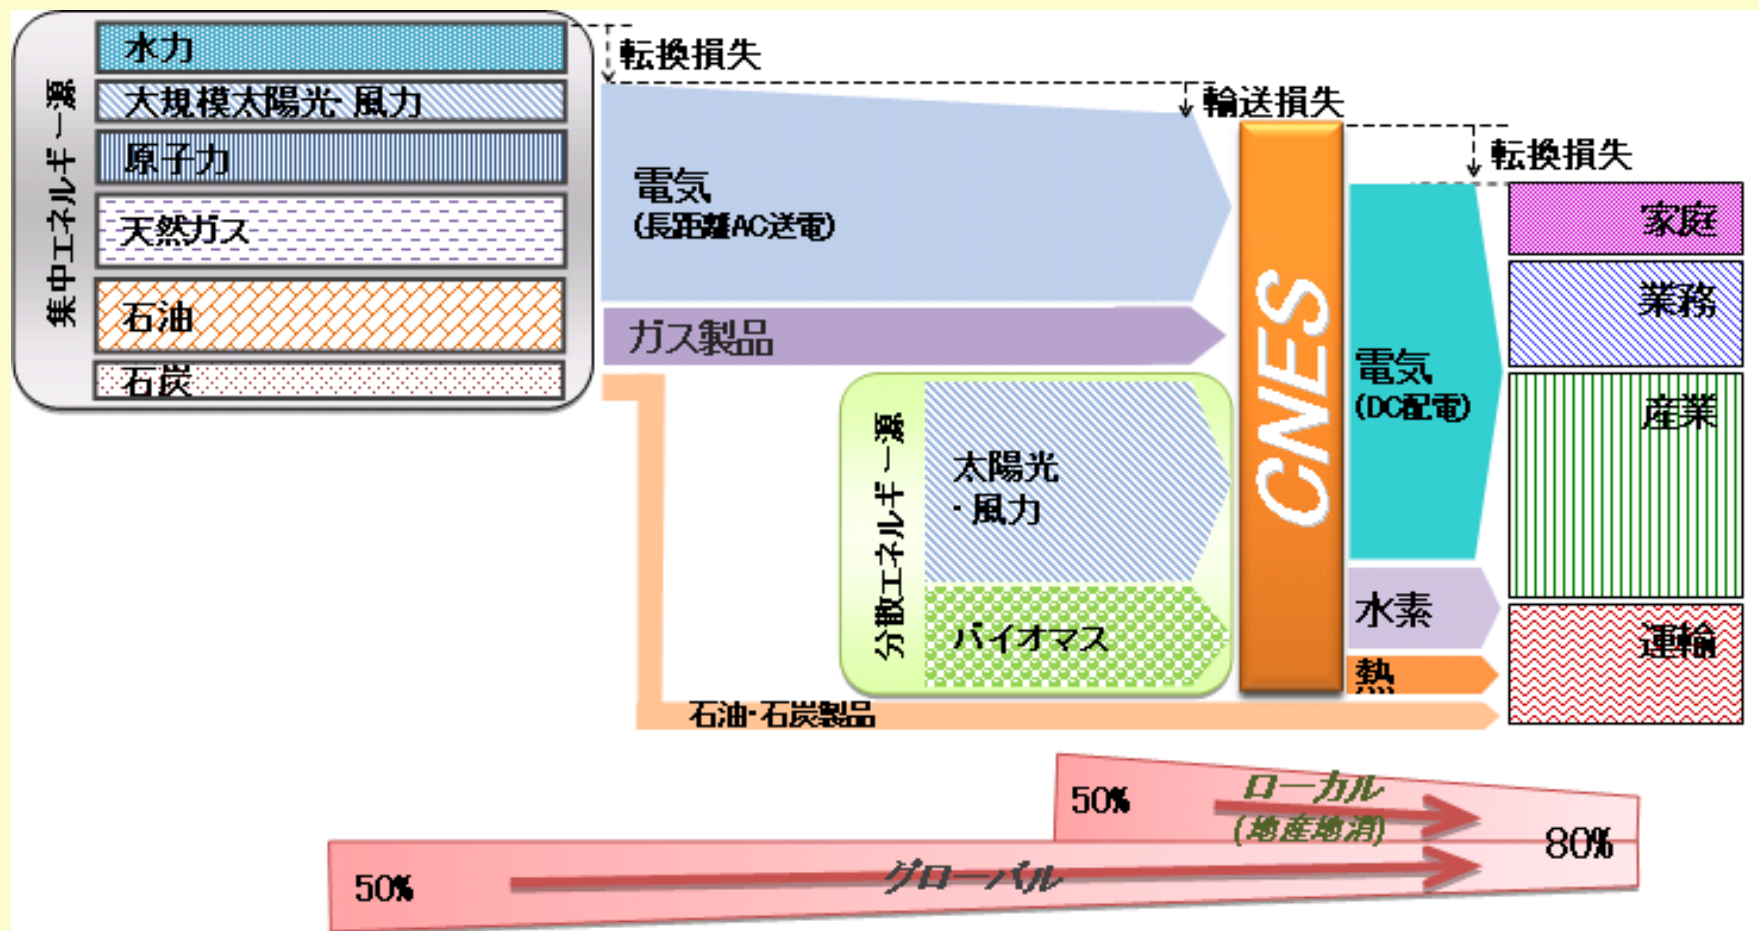 集中エネルギー源
水力
大規模太陽光・風力
原子力
天然ガス
石油
石炭
転換損失
輸送損失
転換損失
電気
(長距離AC送電)
ガス製品
分散エネルギー源
太陽光
・風力
バイオマス
石油・石炭製品
CNES
電気
(DC配電)
水素
熱
家庭
業務
産業
運輸
50%
ローカル
(地産地消)
80%
50%
グローバル